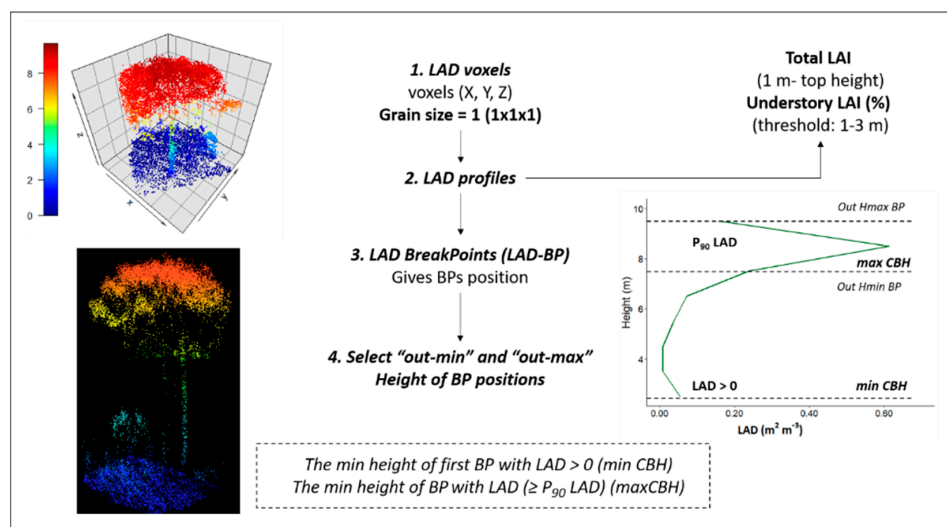 8
6
4
2
0
z
x
y
1. LAD voxels
voxels (X, Y, Z)
Grain size = 1 (1x1x1)
2. LAD profiles
3. LAD BreakPoints (LAD-BP)
Gives BPs position
4. Select “out-min” and “out-max”
Height of BP positions
Total LAI
(1 m- top height)
Understory LAI (%)
(threshold: 1-3 m)
Out Hmax BP
10
P90 LAD
max CBH
8
Out Hmin BP
Height (m)
6
4
LAD > 0
min CBH
0.00
0.20
0.40
0.60
LAD (m² m⁻³)
The min height of first BP with LAD > 0 (min CBH)
The min height of BP with LAD (≥ P90 LAD) (maxCBH)